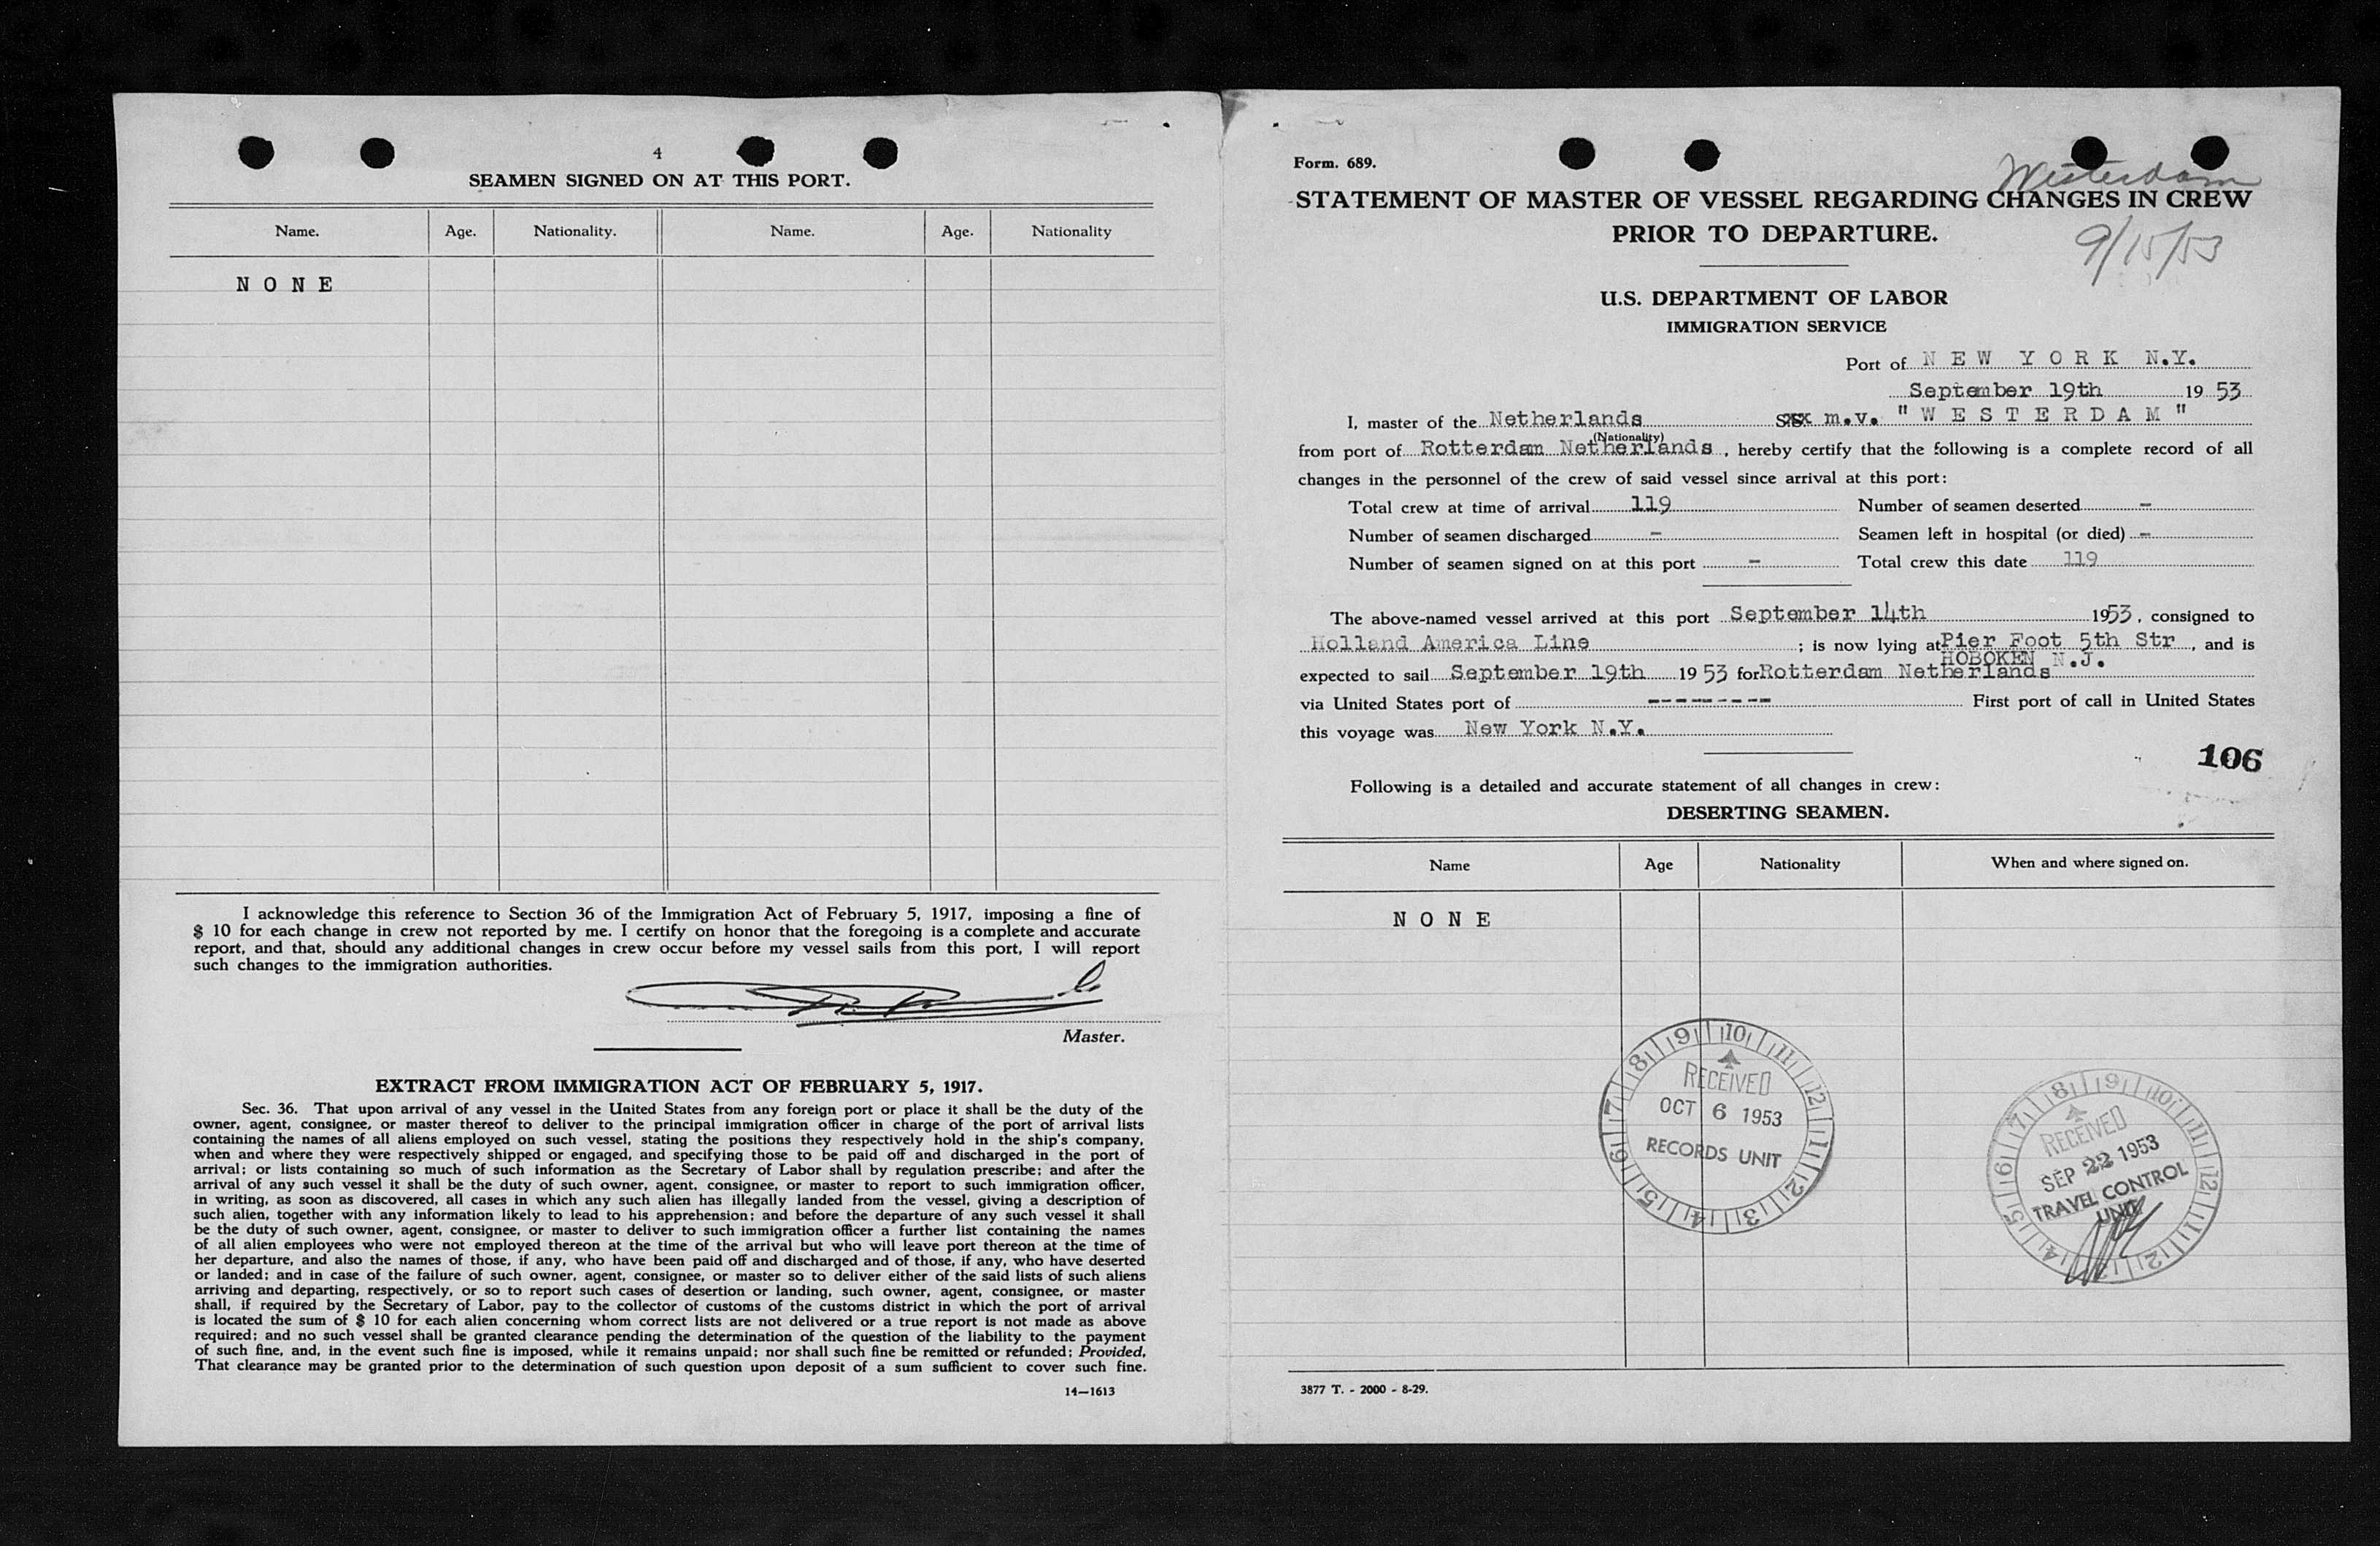 4
SEAMEN SIGNED ON AT THIS PORT.
Name. Age. Nationality. Name. Age. Nationality
N O N E
I acknowledge this reference to Section 36 of the Immigration Act of February 5, 1917, imposing a fine of
$ 10 for each change in crew not reported by me. I certify on honor that the foregoing is a complete and accurate
report, and that, should any additional changes in crew occur before my vessel sails from this port, I will report
such changes to the immigration authorities.
Master.
EXTRACT FROM IMMIGRATION ACT OF FEBRUARY 5, 1917.
Sec. 36. That upon arrival of any vessel in the United States from any foreign port or place it shall be the duty of the
owner, agent, consignee, or master thereof to deliver to the principal immigration officer in charge of the port of arrival lists
containing the names of all aliens employed on such vessel, stating the positions they respectively hold in the ship's company,
when and where they were respectively shipped or engaged, and specifying those to be paid off and discharged in the port of
arrival; or lists containing so much of such information as the Secretary of Labor shall by regulation prescribe; and after the
arrival of any such vessel it shall be the duty of such owner, agent, consignee, or master to report to such immigration officer,
in writing, as soon as discovered, all cases in which any such alien has illegally landed from the vessel, giving a description of
such alien, together with any information likely to lead to his apprehension; and before the departure of any such vessel it shall
be the duty of such owner, agent, consignee, or master to deliver to such immigration officer a further list containing the names
of all alien employees who were not employed thereon at the time of the arrival but who will leave port thereon at the time of
her departure, and also the names of those, if any, who have been paid off and discharged and of those, if any, who have deserted
or landed; and in case of the failure of such owner, agent, consignee, or master so to deliver either of the said lists of such aliens
arriving and departing, respectively, or so to report such cases of desertion or landing, such owner, agent, consignee, or master
shall, if required by the Secretary of Labor, pay to the collector of customs of the customs district in which the port of arrival
is located the sum of $ 10 for each alien concerning whom correct lists are not delivered or a true report is not made as above
required; and no such vessel shall be granted clearance pending the determination of the question of the liability to the payment
of such fine, and, in the event such fine is imposed, while it remains unpaid; nor shall such fine be remitted or refunded; Provided,
That clearance may be granted prior to the determination of such question upon deposit of a sum sufficient to cover such fine.
14—1613
Form. 689.
Westerdam
STATEMENT OF MASTER OF VESSEL REGARDING CHANGES IN CREW
PRIOR TO DEPARTURE.
9/15/53
U.S. DEPARTMENT OF LABOR
IMMIGRATION SERVICE
Port of NEW YORK N.Y.
September 19th 19 53
I, master of the Netherlands SS m.v. " W E S T E R D A M "
(Nationality)
from port of Rotterdam Netherlands , hereby certify that the following is a complete record of all
changes in the personnel of the crew of said vessel since arrival at this port:
Total crew at time of arrival 119 Number of seamen deserted -
Number of seamen discharged - Seamen left in hospital (or died) -
Number of seamen signed on at this port - Total crew this date 119
The above-named vessel arrived at this port September 14th 1953, consigned to
Holland America Line ; is now lying at Pier Foot 5th Str , and is
HOBOKEN N.J.
expected to sail September 19th 19 53 for Rotterdam Netherlands
via United States port of -------- First port of call in United States
this voyage was New York N.Y.
106
Following is a detailed and accurate statement of all changes in crew:
DESERTING SEAMEN.
Name Age Nationality When and where signed on.
N O N E
RECEIVED
OCT 6 1953
RECORDS UNIT
RECEIVED
SEP 22 1953
TRAVEL CONTROL
UNIT
3877 T. - 2000 - 8-29.